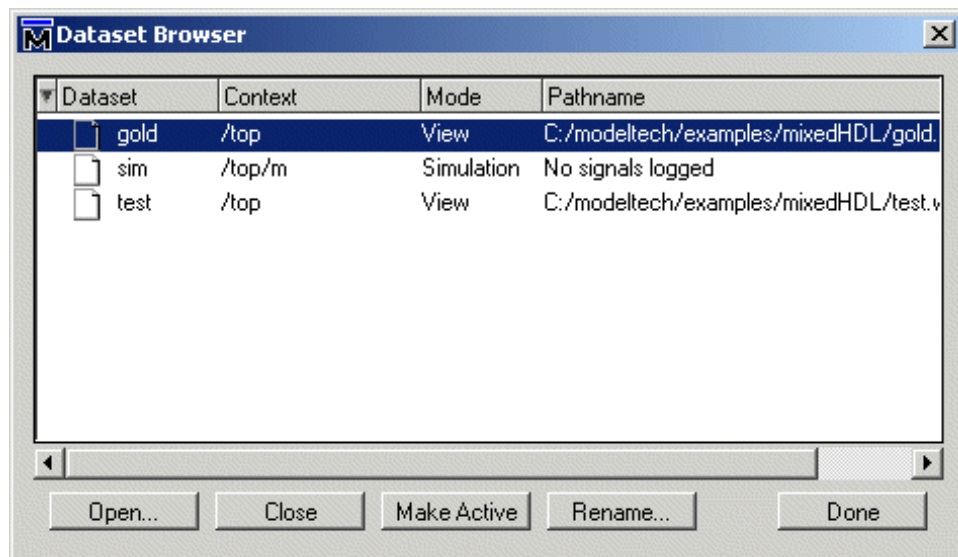 M Dataset Browser
Dataset Context Mode Pathname
gold /top View C:/modeltech/examples/mixedHDL/gold.
sim /top/m Simulation No signals logged
test /top View C:/modeltech/examples/mixedHDL/test.w
Open... Close Make Active Rename... Done